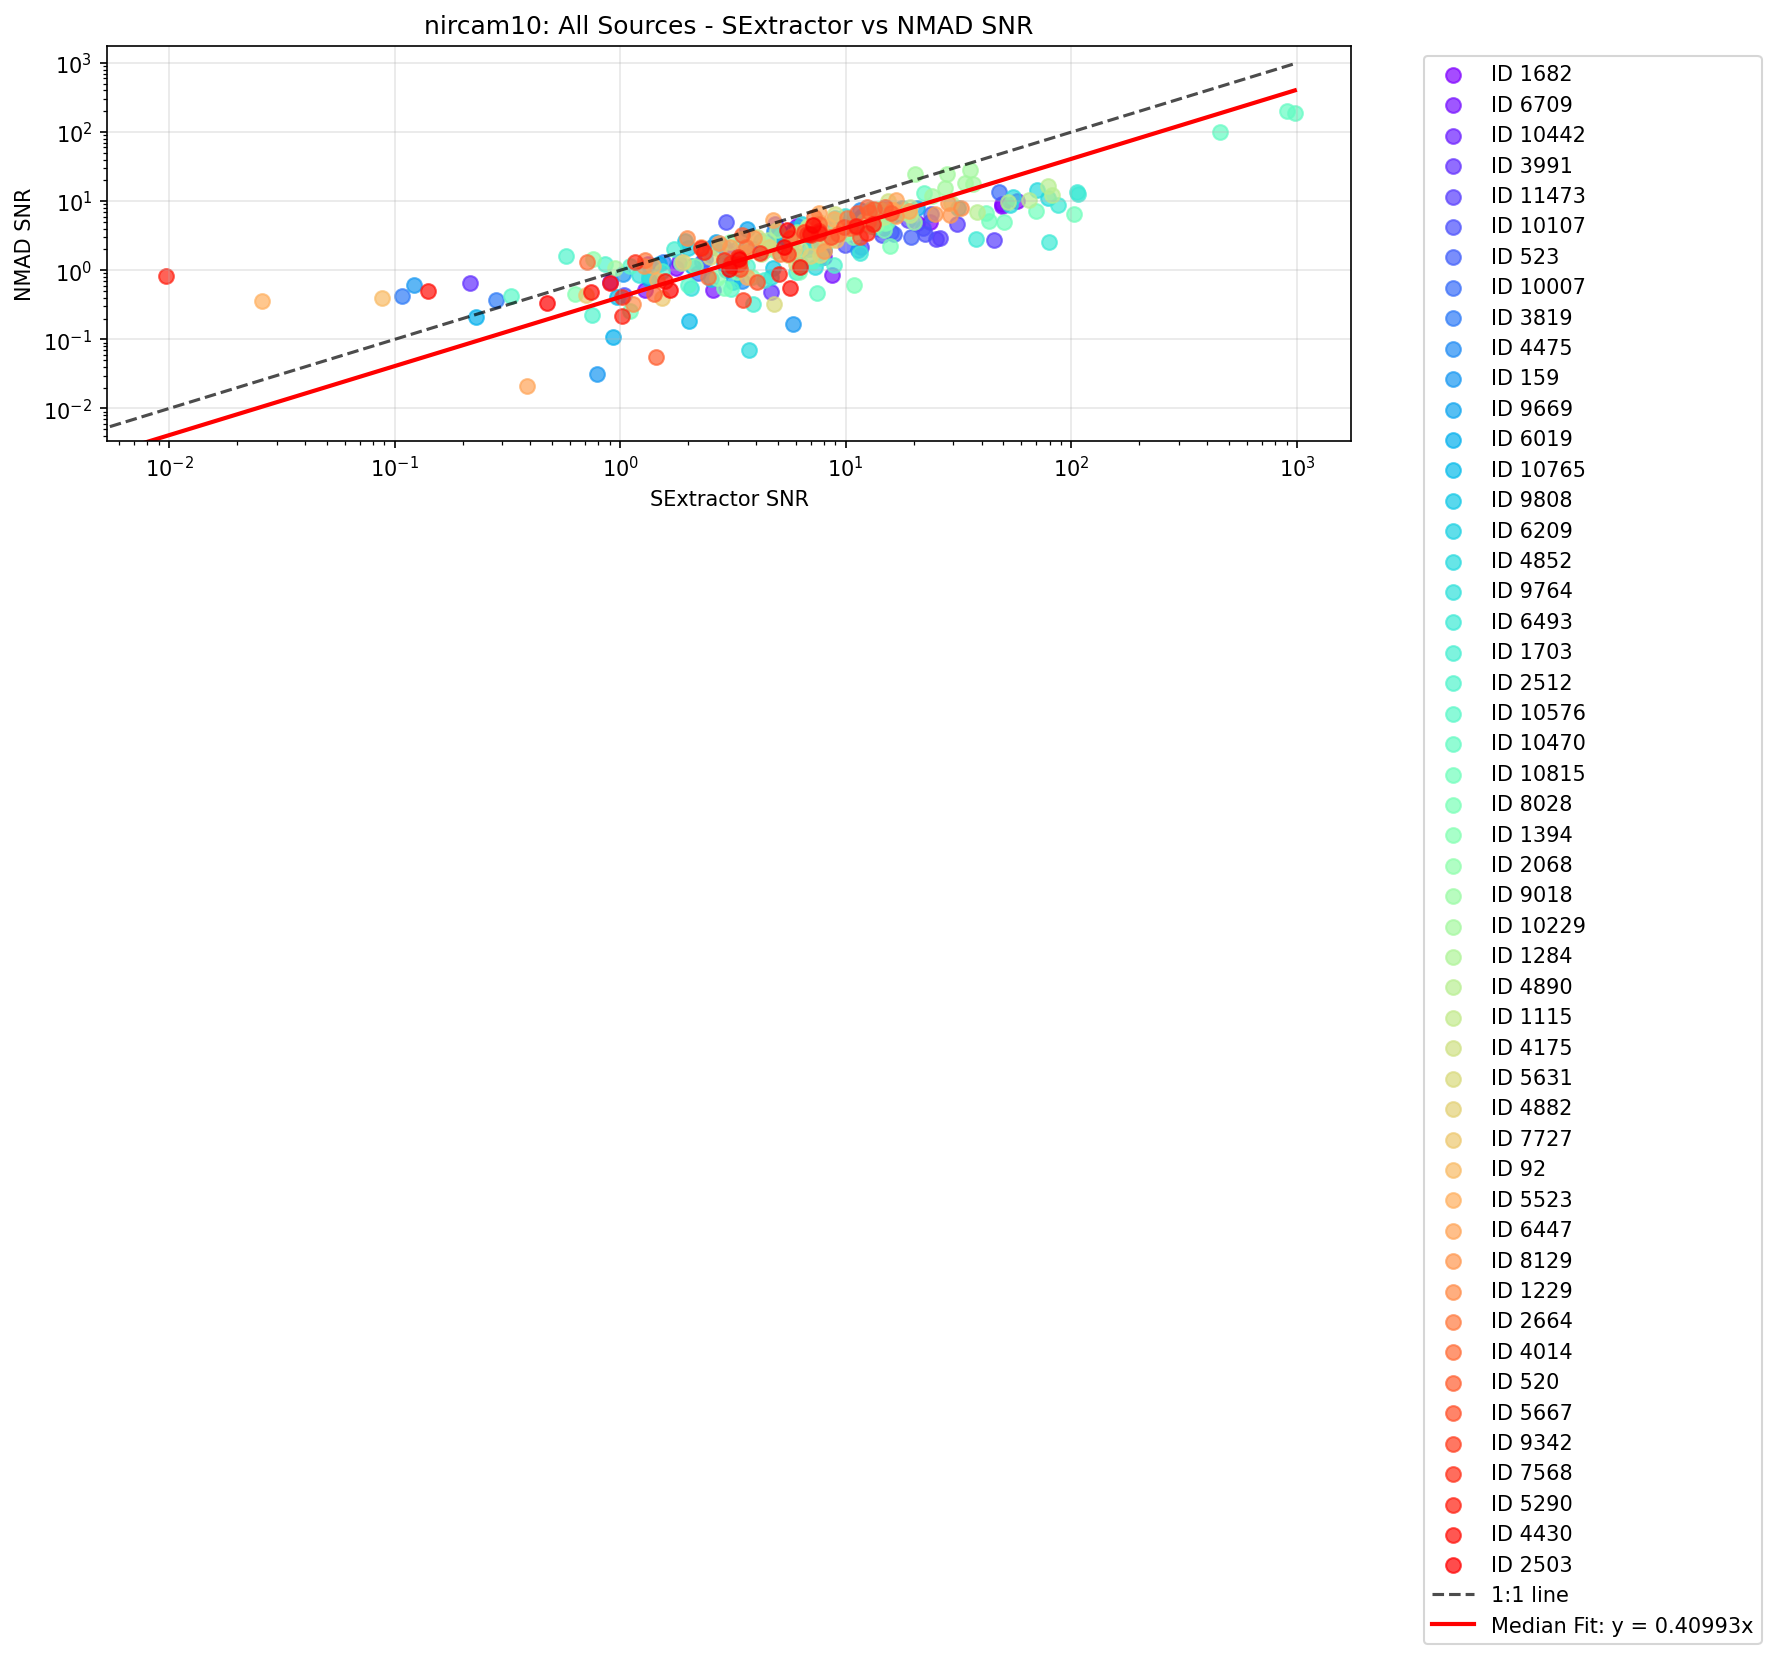 nircam10: All Sources - SExtractor vs NMAD SNR
NMAD SNR
10³
10²
10¹
10⁰
10⁻¹
10⁻²
10⁻²
10⁻¹
10⁰
10¹
10²
10³
SExtractor SNR
ID 1682
ID 6709
ID 10442
ID 3991
ID 11473
ID 10107
ID 523
ID 10007
ID 3819
ID 4475
ID 159
ID 9669
ID 6019
ID 10765
ID 9808
ID 6209
ID 4852
ID 9764
ID 6493
ID 1703
ID 2512
ID 10576
ID 10470
ID 10815
ID 8028
ID 1394
ID 2068
ID 9018
ID 10229
ID 1284
ID 4890
ID 1115
ID 4175
ID 5631
ID 4882
ID 7727
ID 92
ID 5523
ID 6447
ID 8129
ID 1229
ID 2664
ID 4014
ID 520
ID 5667
ID 9342
ID 7568
ID 5290
ID 4430
ID 2503
1:1 line
Median Fit: y = 0.40993x